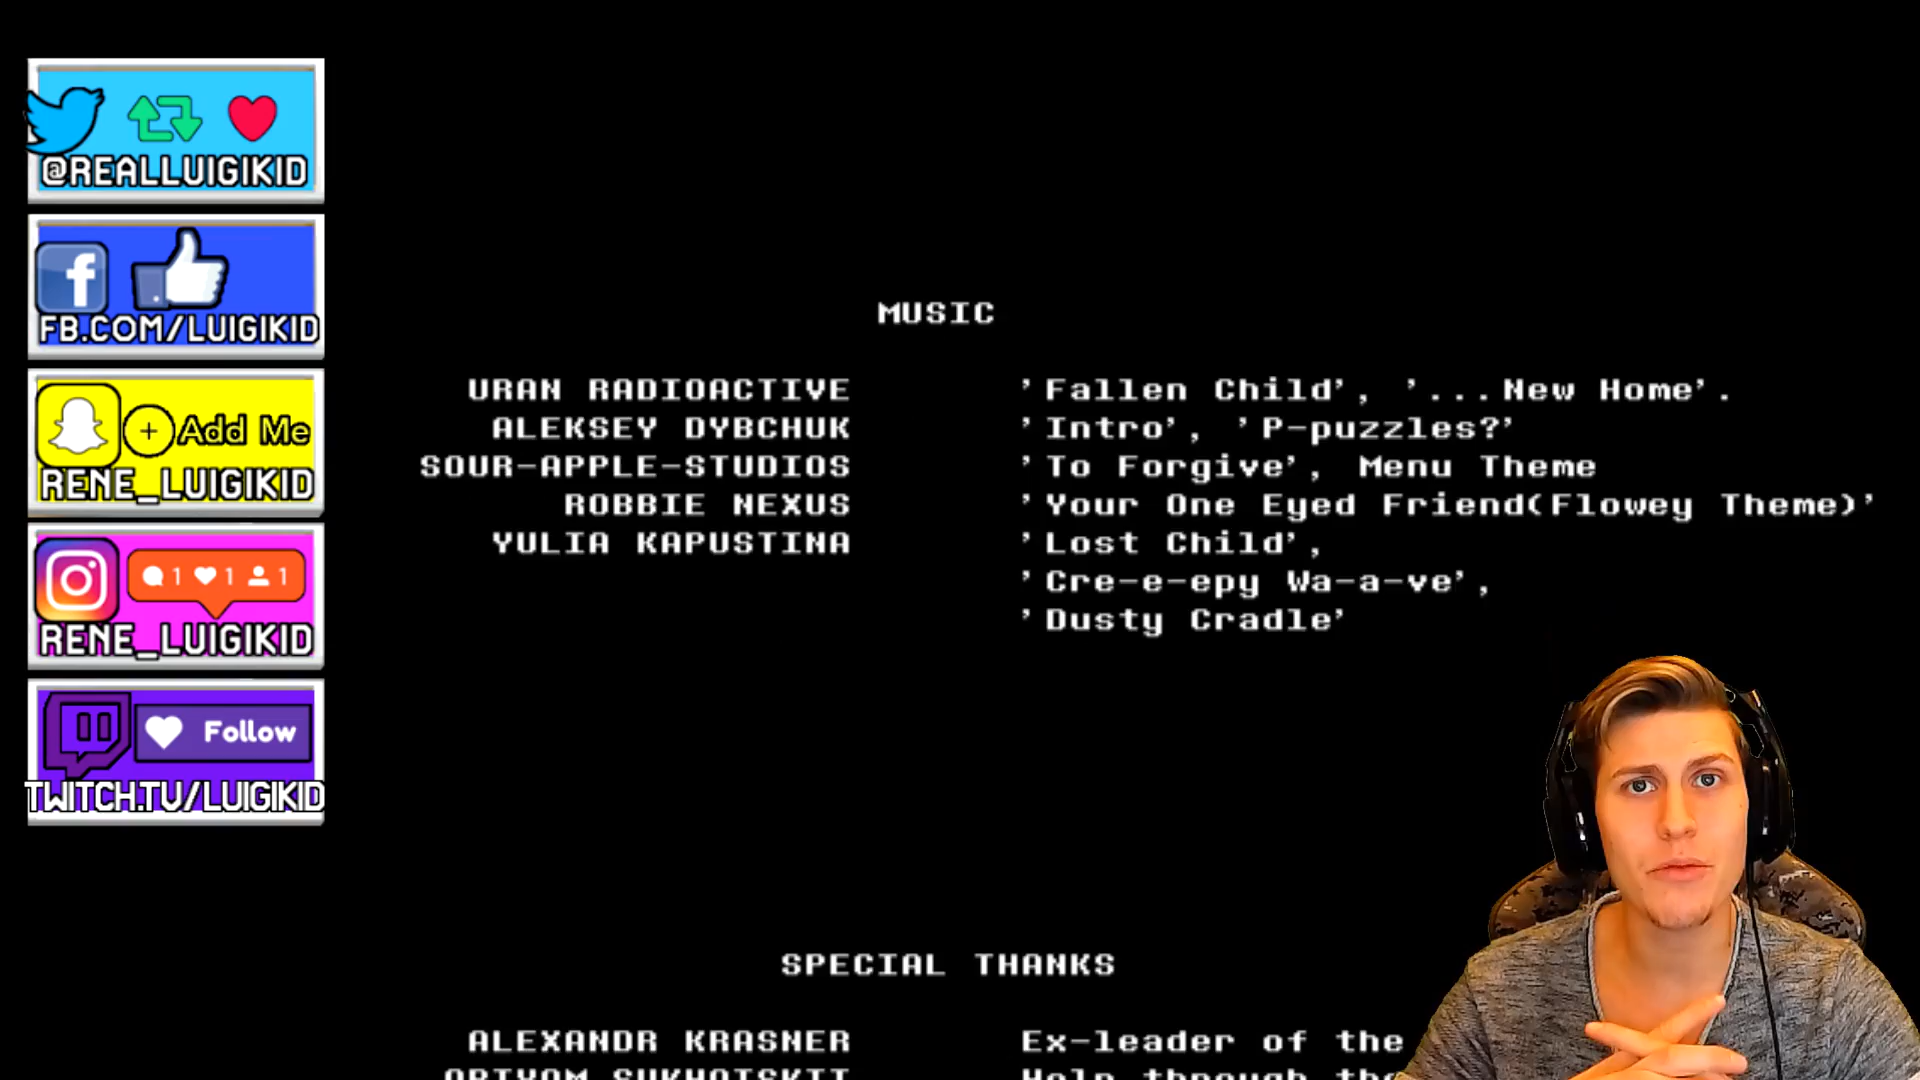 @REALLUIGIKID
FB.COM/LUIGIKID
+ Add Me
RENE_LUIGIKID
1 1 1
RENE_LUIGIKID
Follow
TWITCH.TV/LUIGIKID
MUSIC
URAN RADIOACTIVE 'Fallen Child', '...New Home'.
ALEKSEY DYBCHUK 'Intro', 'P-puzzles?'
SOUR-APPLE-STUDIOS 'To Forgive', Menu Theme
ROBBIE NEXUS 'Your One Eyed Friend(Flowey Theme)'
YULIA KAPUSTINA 'Lost Child',
'Cre-e-epy Wa-a-ve',
'Dusty Cradle'
SPECIAL THANKS
ALEXANDR KRASNER Ex-leader of the
Help through the